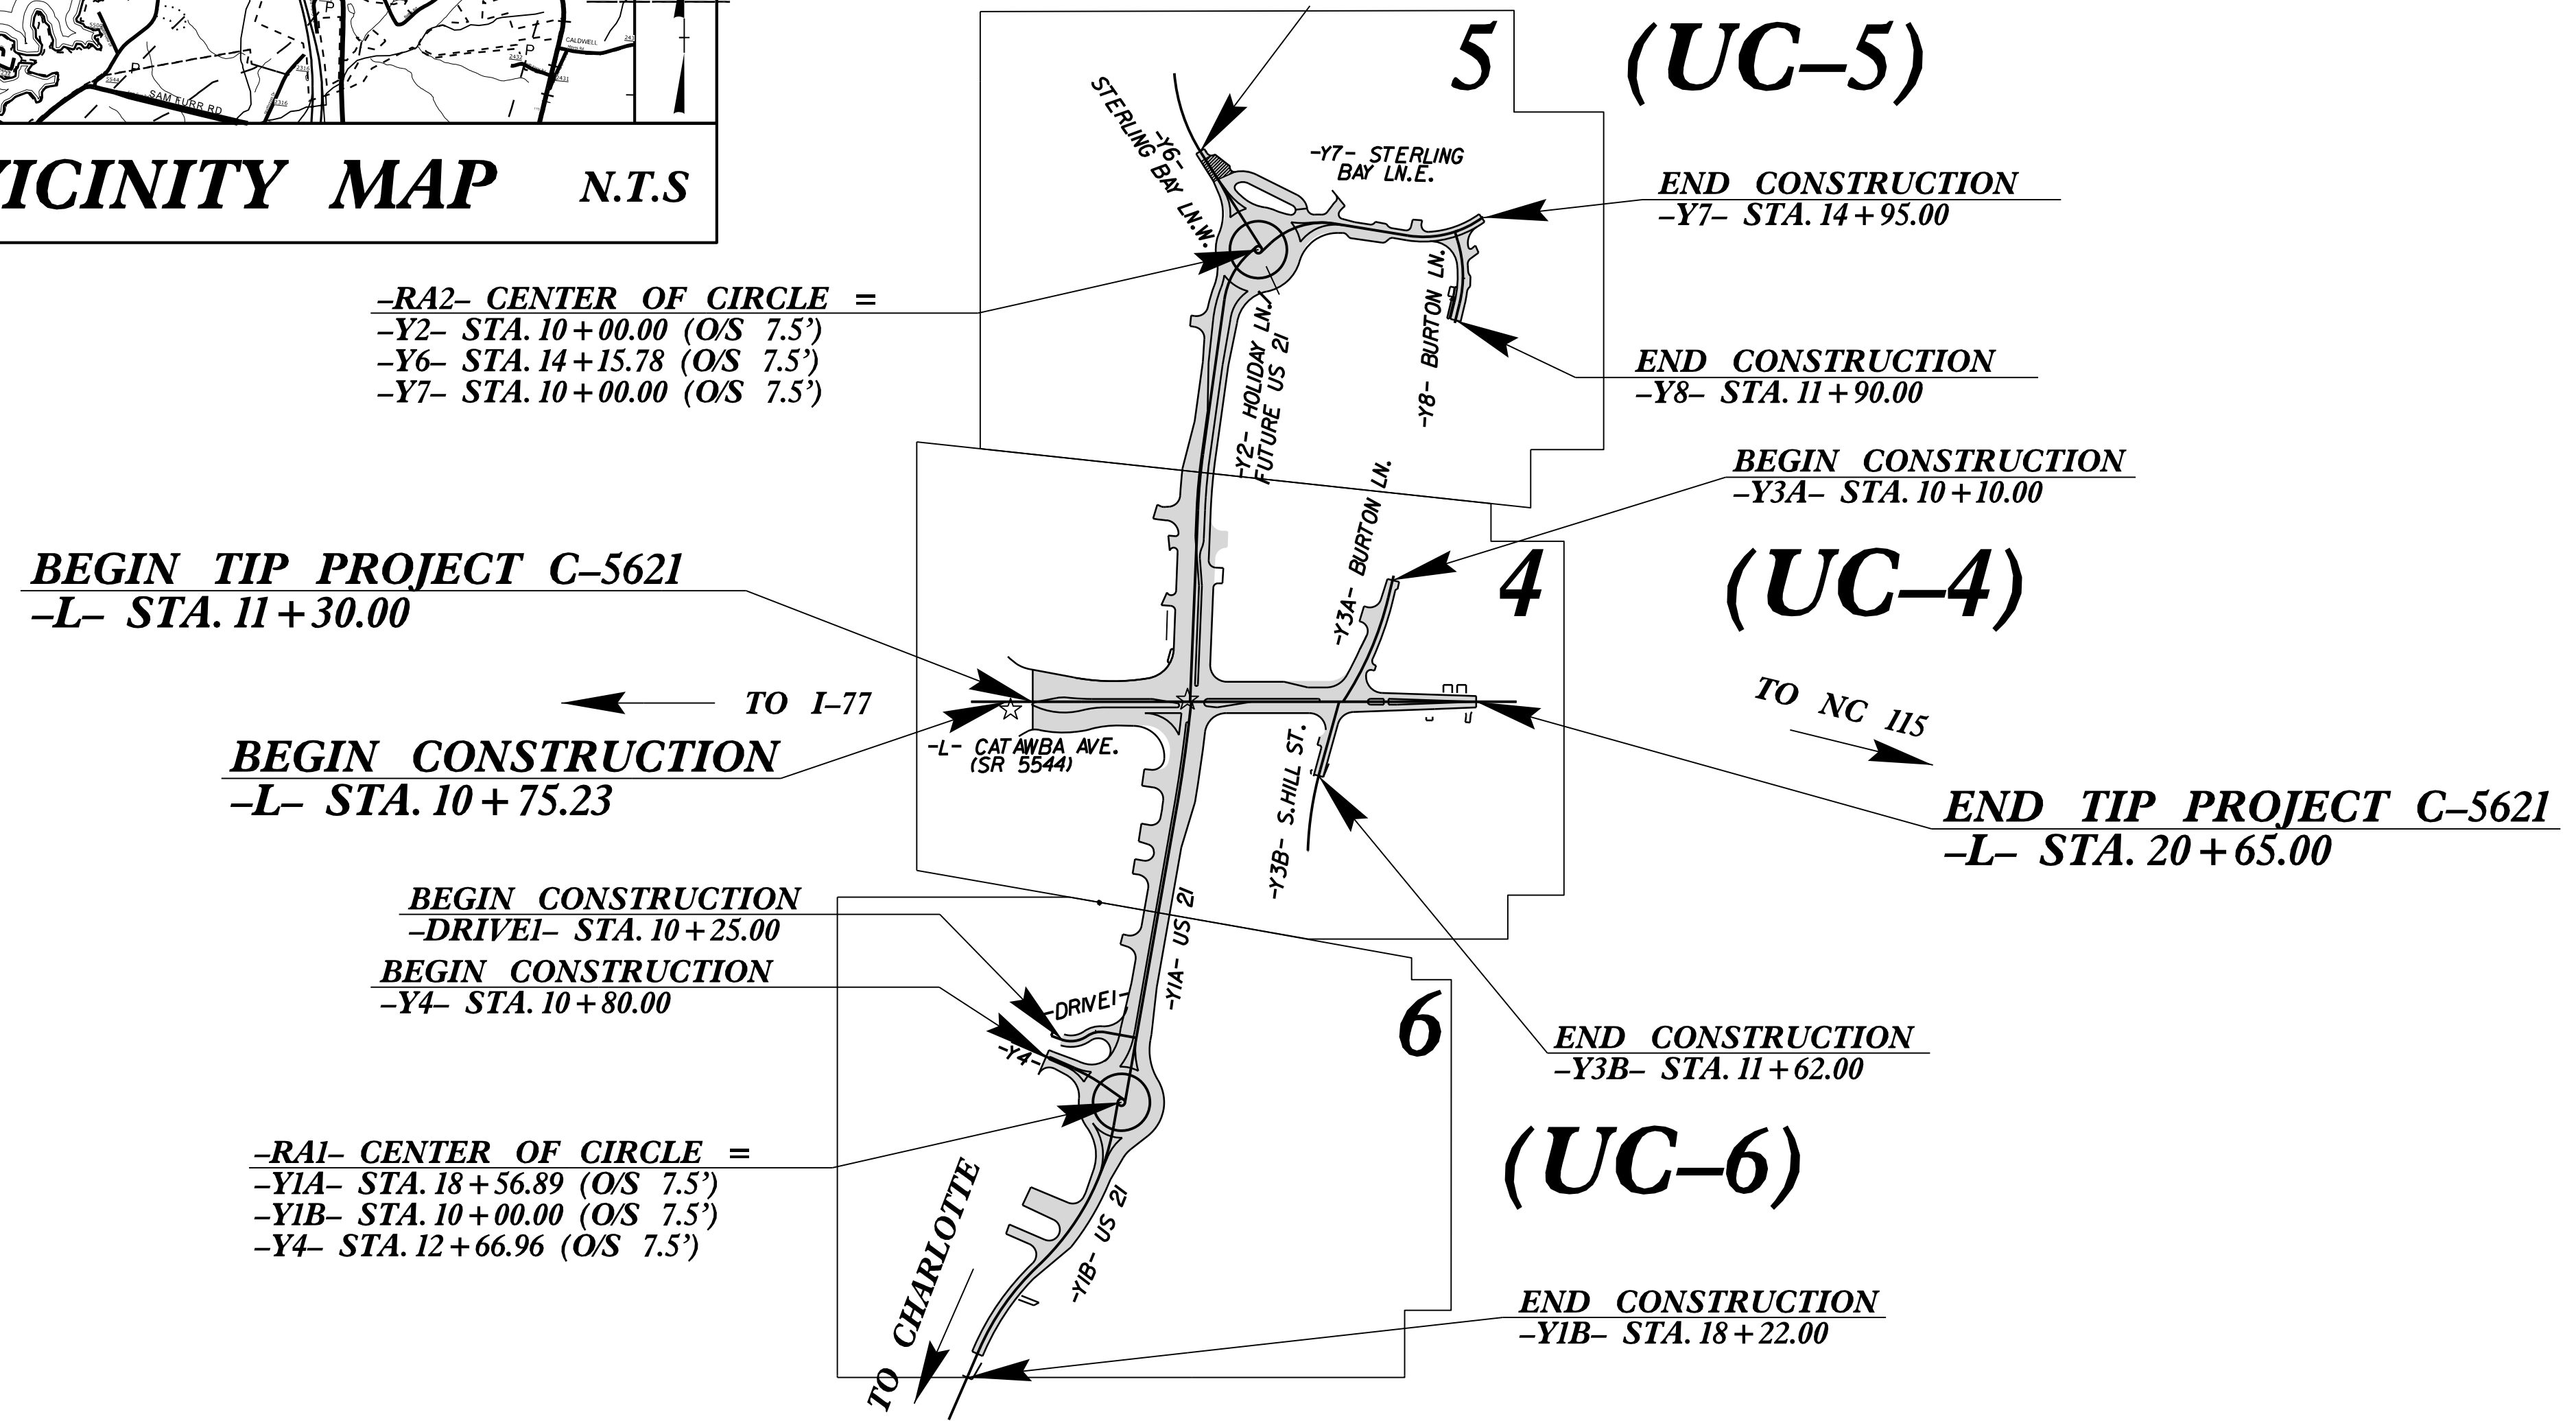 P
P
P
CALDWELL
SAM FURR RD
5544
2316
2316
2432
2431
VICINITY MAP N.T.S
5 (UC–5)
STERLING BAY LN.W.
-Y6-
-Y7- STERLING
BAY LN.E.
END CONSTRUCTION
–Y7– STA. 14+95.00
–RA2– CENTER OF CIRCLE =
–Y2– STA. 10+00.00 (O/S 7.5')
–Y6– STA. 14+15.78 (O/S 7.5')
–Y7– STA. 10+00.00 (O/S 7.5')
-Y2- HOLIDAY LN./
FUTURE US 21
-Y8- BURTON LN.
END CONSTRUCTION
–Y8– STA. 11+90.00
BEGIN CONSTRUCTION
–Y3A– STA. 10+10.00
-Y3A- BURTON LN.
4 (UC–4)
BEGIN TIP PROJECT C–5621
–L– STA. 11+30.00
TO I–77
TO NC 115
BEGIN CONSTRUCTION
–L– STA. 10+75.23
-L- CATAWBA AVE.
(SR 5544)
-Y3B- S.HILL ST.
END TIP PROJECT C–5621
–L– STA. 20+65.00
BEGIN CONSTRUCTION
–DRIVE1– STA. 10+25.00
BEGIN CONSTRUCTION
–Y4– STA. 10+80.00
-Y1A- US 21
-DRIVE1-
-Y4-
6 (UC–6)
END CONSTRUCTION
–Y3B– STA. 11+62.00
–RA1– CENTER OF CIRCLE =
–Y1A– STA. 18+56.89 (O/S 7.5')
–Y1B– STA. 10+00.00 (O/S 7.5')
–Y4– STA. 12+66.96 (O/S 7.5')
TO CHARLOTTE
-Y1B- US 21
END CONSTRUCTION
–Y1B– STA. 18+22.00